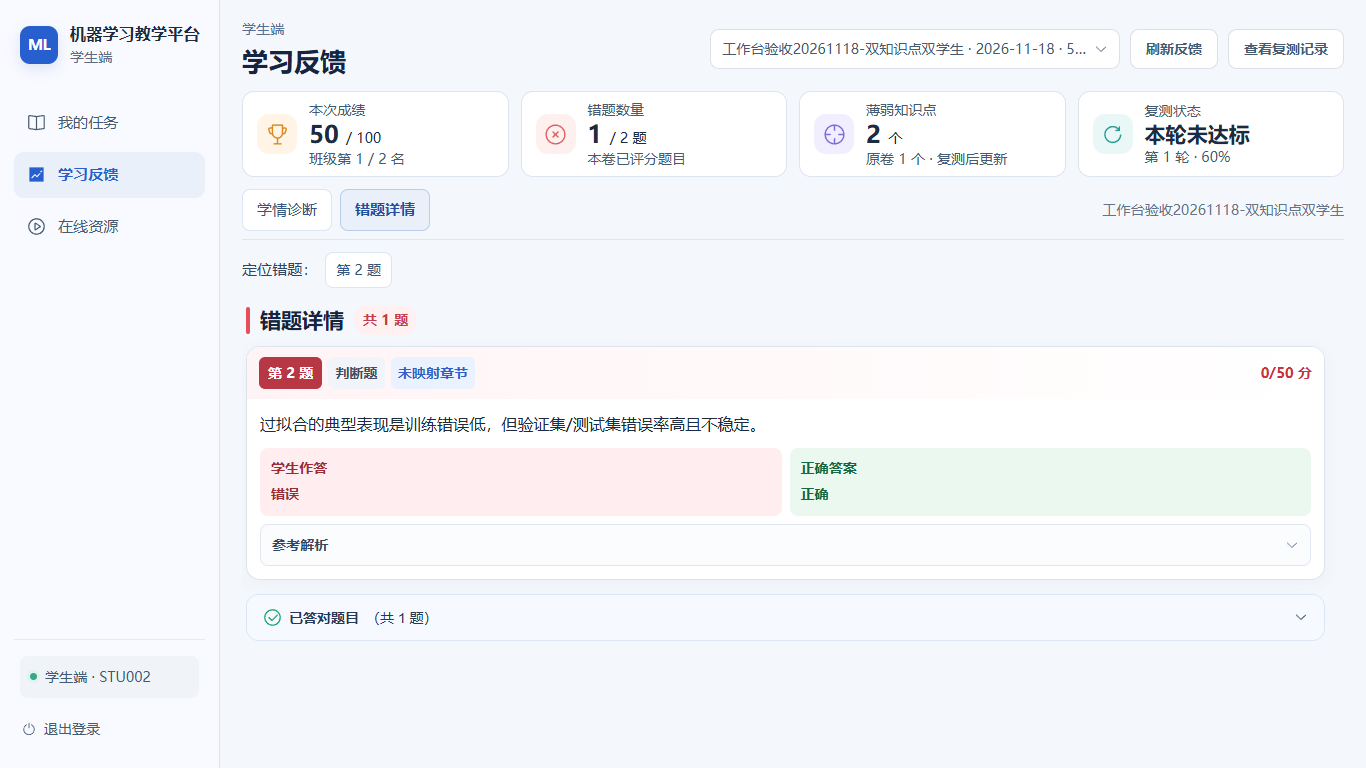 ML
机器学习教学平台
学生端
我的任务
学习反馈
在线资源
学生端 · STU002
退出登录
学生端
学习反馈
工作台验收20261118-双知识点双学生 · 2026-11-18 · 5...
刷新反馈
查看复测记录
本次成绩
50 / 100
班级第 1 / 2 名
错题数量
1 / 2 题
本卷已评分题目
薄弱知识点
2 个
原卷 1 个 · 复测后更新
复测状态
本轮未达标
第 1 轮 · 60%
学情诊断
错题详情
工作台验收20261118-双知识点双学生
定位错题：
第 2 题
错题详情
共 1 题
第 2 题
判断题
未映射章节
0/50 分
过拟合的典型表现是训练错误低，但验证集/测试集错误率高且不稳定。
学生作答
错误
正确答案
正确
参考解析
已答对题目 （共 1 题）